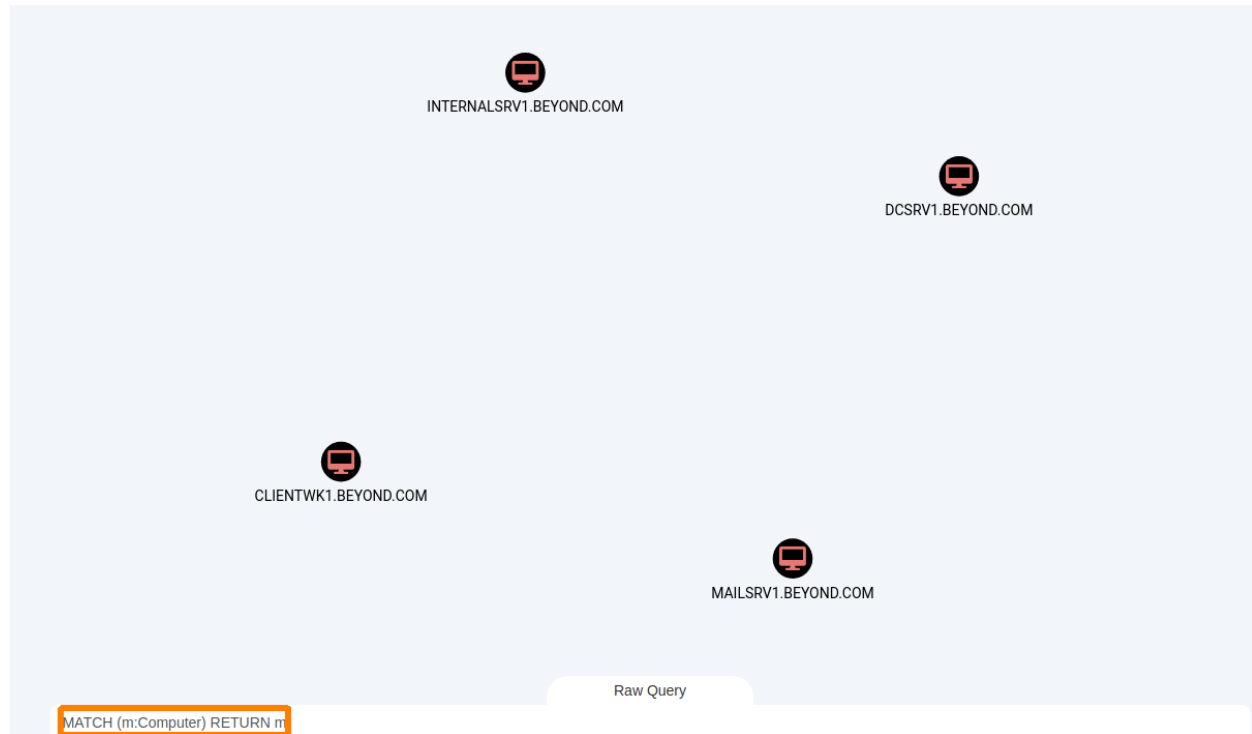 INTERNALSRV1.BEYOND.COM
DCSRV1.BEYOND.COM
CLIENTWK1.BEYOND.COM
MAILSRV1.BEYOND.COM
Raw Query
MATCH (m:Computer) RETURN m